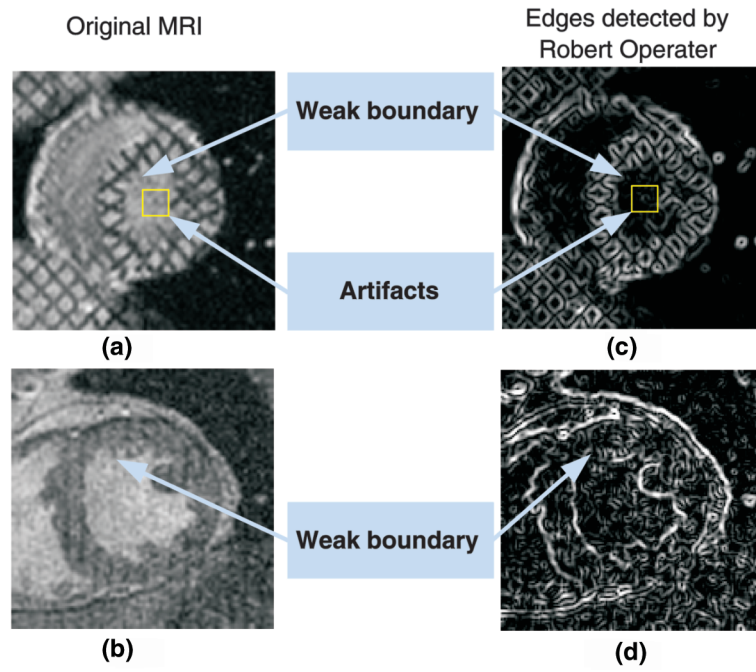 Original MRI
Edges detected by
Robert Operater
Weak boundary
Artifacts
(a)
(c)
Weak boundary
(b)
(d)